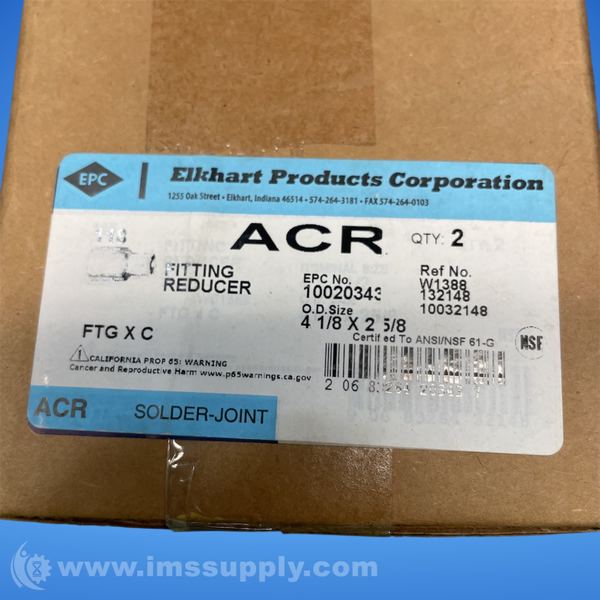 EPC
Elkhart Products Corporation
1255 Oak Street • Elkhart, Indiana 46514 • 574-264-3181 • FAX 574-264-0103
ACR
QTY: 2
FITTING
REDUCER
EPC No.
10020343
O.D.Size
4 1/8 X 2 5/8
Ref No.
W1388
132148
10032148
FTG X C
Certified To ANSI/NSF 61-G
NSF
CALIFORNIA PROP 65: WARNING
Cancer and Reproductive Harm www.p65warnings.ca.gov
2 06 8
ACR SOLDER-JOINT
www.imssupply.com